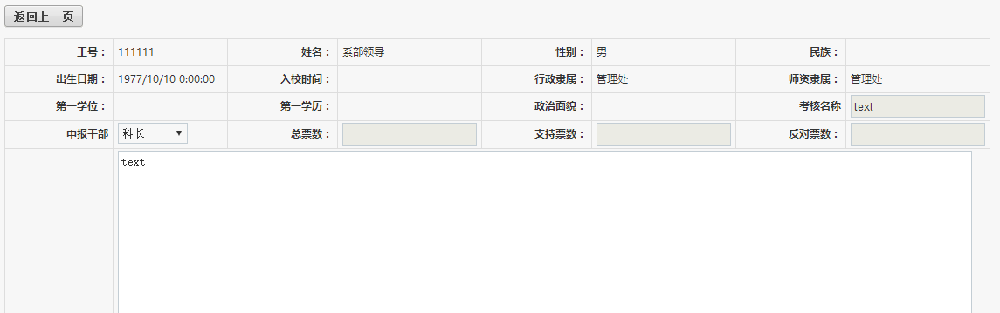 返回上一页
工号： 111111 姓名： 系部领导 性别： 男 民族：
出生日期： 1977/10/10 0:00:00 入校时间： 行政隶属： 管理处 师资隶属： 管理处
第一学位： 第一学历： 政治面貌： 考核名称 text
申报干部 科长 总票数： 支持票数： 反对票数：
text